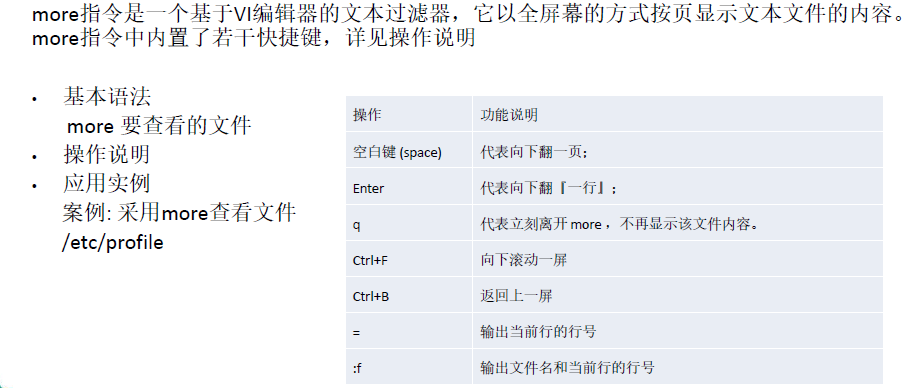 more指令是一个基于VI编辑器的文本过滤器，它以全屏幕的方式按页显示文本文件的内容。
more指令中内置了若干快捷键，详见操作说明
• 基本语法
more 要查看的文件
• 操作说明
• 应用实例
案例: 采用more查看文件
/etc/profile
操作 功能说明
空白键 (space) 代表向下翻一页；
Enter 代表向下翻『一行』；
q 代表立刻离开 more ，不再显示该文件内容。
Ctrl+F 向下滚动一屏
Ctrl+B 返回上一屏
= 输出当前行的行号
:f 输出文件名和当前行的行号